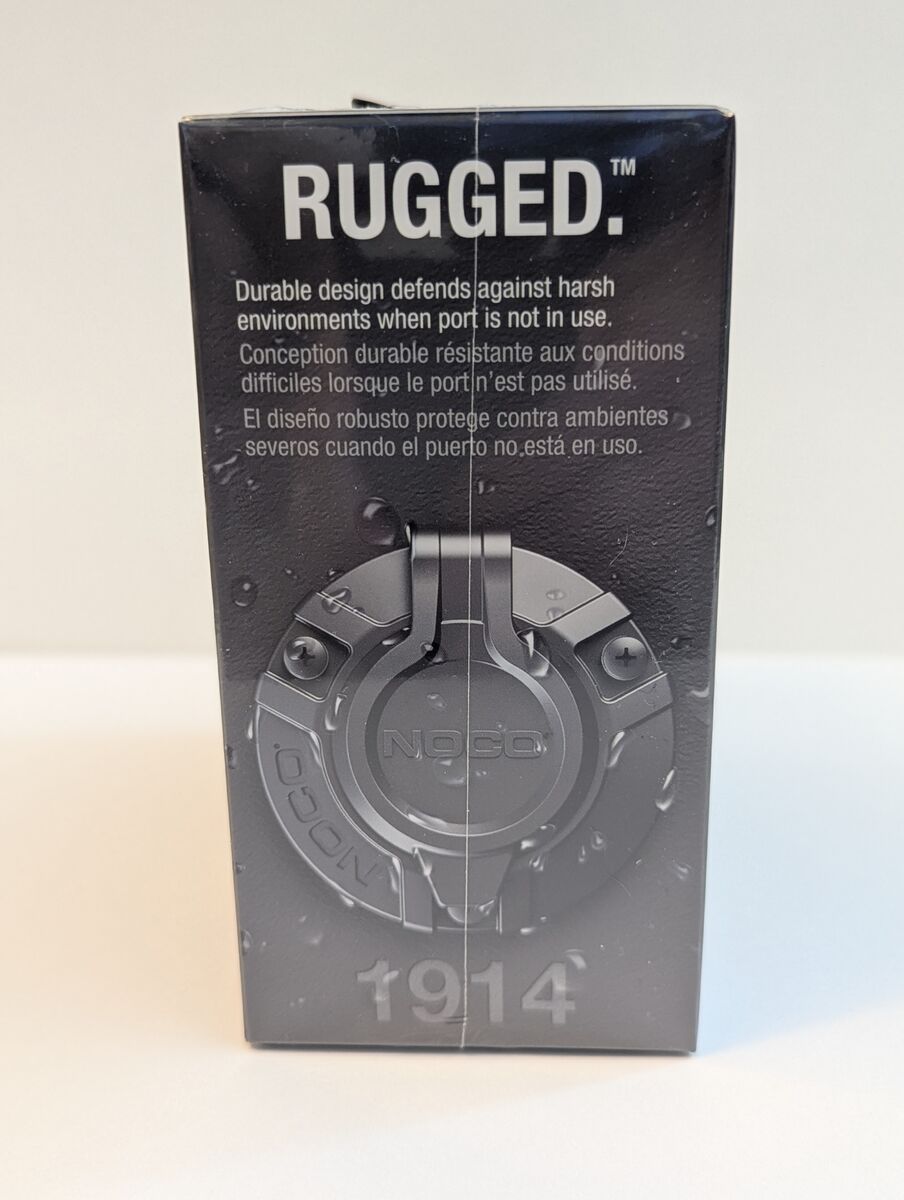 RUGGED.™
Durable design defends against harsh
environments when port is not in use.
Conception durable résistante aux conditions
difficiles lorsque le port n'est pas utilisé.
El diseño robusto protege contra ambientes
severos cuando el puerto no está en uso.
NOCO®
NOCO
1914